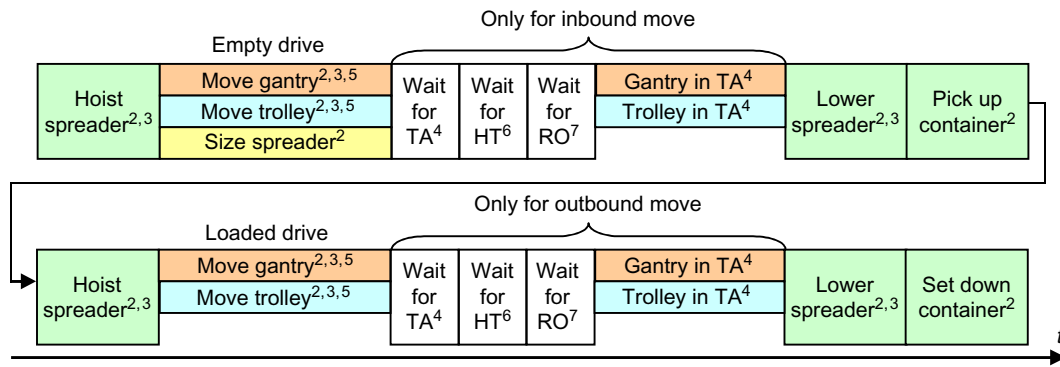 Only for inbound move
Empty drive
Hoist
spreader2,3
Move gantry2,3,5
Move trolley2,3,5
Size spreader2
Wait
for
TA4
Wait
for
HT6
Wait
for
RO7
Gantry in TA4
Trolley in TA4
Lower
spreader2,3
Pick up
container2
Only for outbound move
Loaded drive
Hoist
spreader2,3
Move gantry2,3,5
Move trolley2,3,5
Wait
for
TA4
Wait
for
HT6
Wait
for
RO7
Gantry in TA4
Trolley in TA4
Lower
spreader2,3
Set down
container2
t